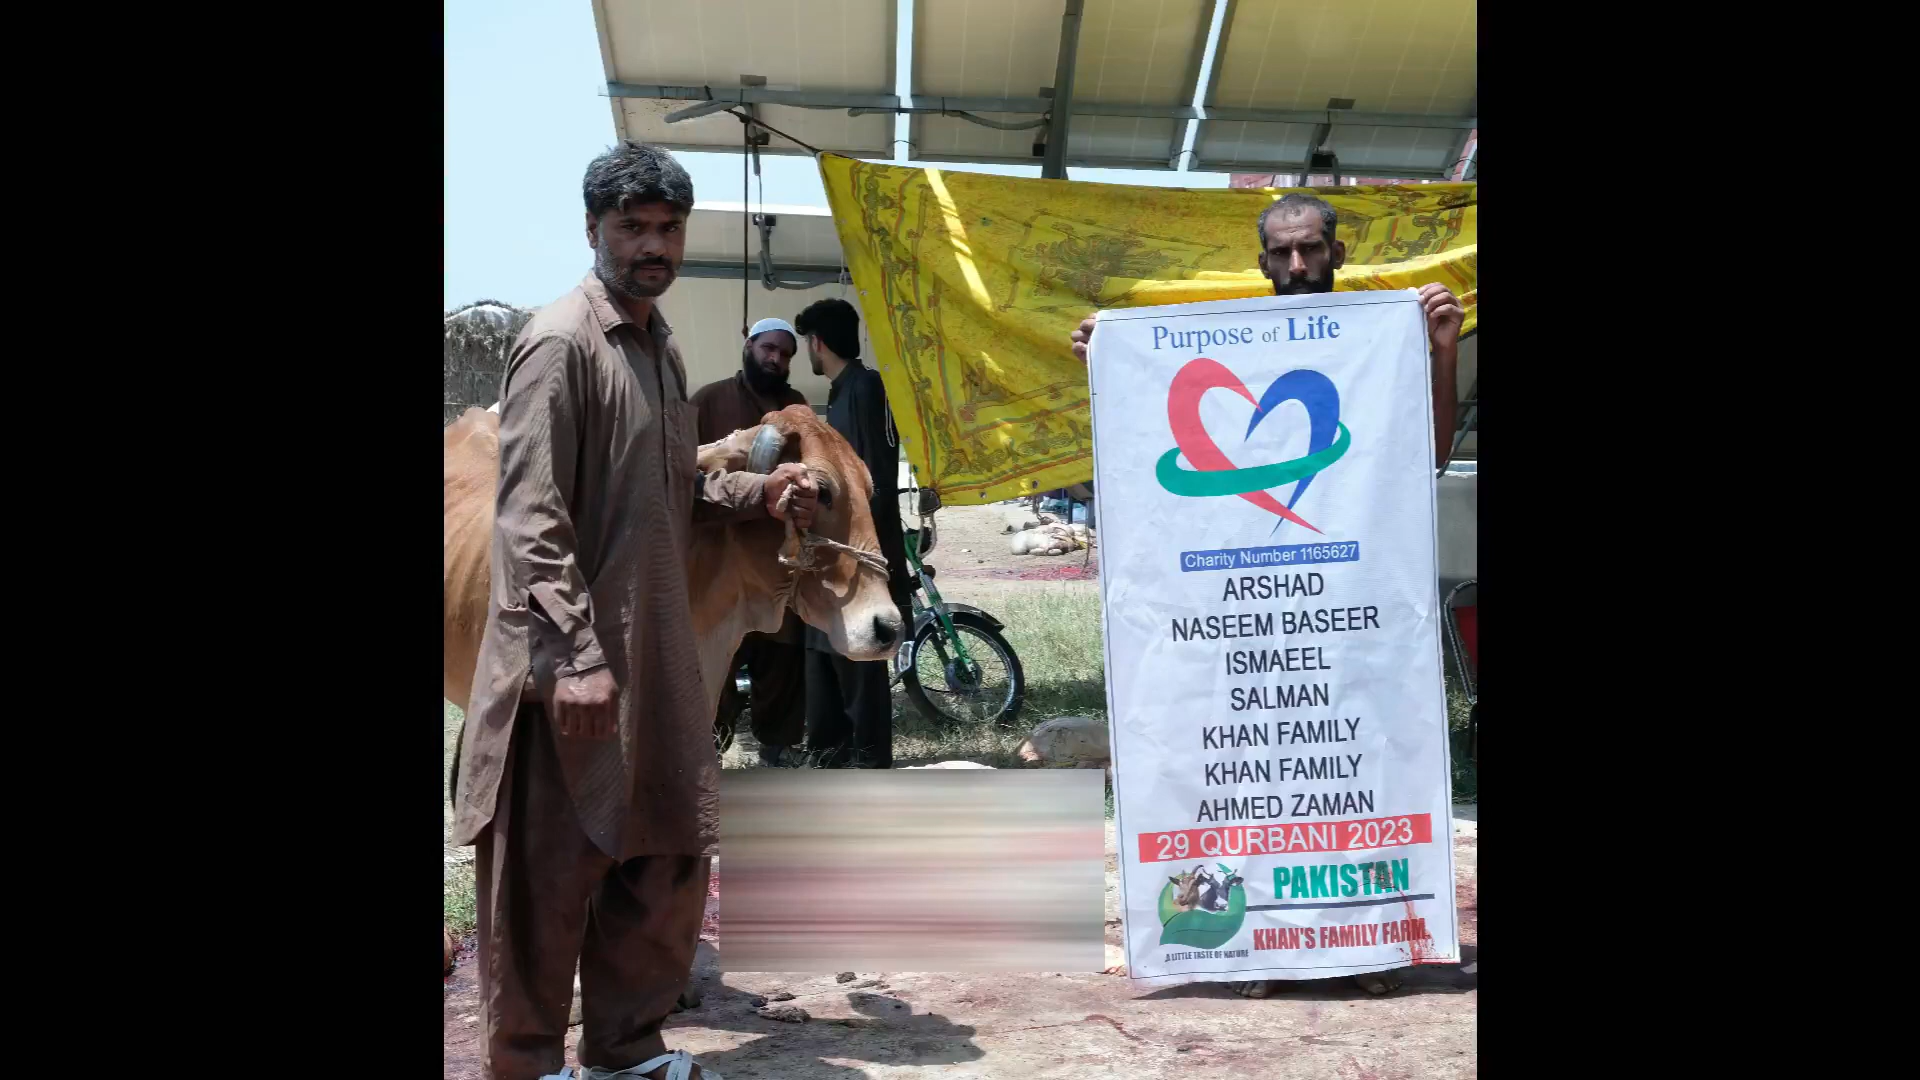 Purpose of Life
Charity Number 1165627
ARSHAD
NASEEM BASEER
ISMAEEL
SALMAN
KHAN FAMILY
KHAN FAMILY
AHMED ZAMAN
29 QURBANI 2023
PAKISTAN
KHAN'S FAMILY FARM
A LITTLE TASTE OF NATURE